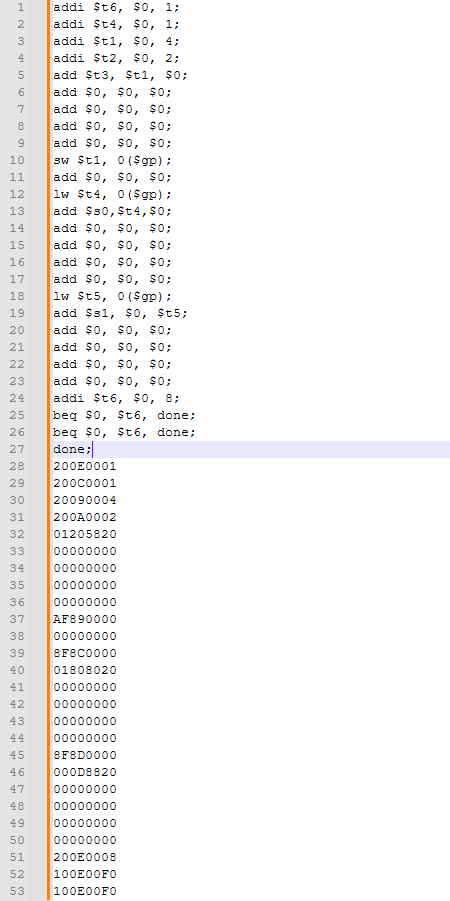 1 addi $t6, $0, 1;
2 addi $t4, $0, 1;
3 addi $t1, $0, 4;
4 addi $t2, $0, 2;
5 add $t3, $t1, $0;
6 add $0, $0, $0;
7 add $0, $0, $0;
8 add $0, $0, $0;
9 add $0, $0, $0;
10 sw $t1, 0($gp);
11 add $0, $0, $0;
12 lw $t4, 0($gp);
13 add $s0,$t4,$0;
14 add $0, $0, $0;
15 add $0, $0, $0;
16 add $0, $0, $0;
17 add $0, $0, $0;
18 lw $t5, 0($gp);
19 add $s1, $0, $t5;
20 add $0, $0, $0;
21 add $0, $0, $0;
22 add $0, $0, $0;
23 add $0, $0, $0;
24 addi $t6, $0, 8;
25 beq $0, $t6, done;
26 beq $0, $t6, done;
27 done;
28 200E0001
29 200C0001
30 20090004
31 200A0002
32 01205820
33 00000000
34 00000000
35 00000000
36 00000000
37 AF890000
38 00000000
39 8F8C0000
40 01808020
41 00000000
42 00000000
43 00000000
44 00000000
45 8F8D0000
46 000D8820
47 00000000
48 00000000
49 00000000
50 00000000
51 200E0008
52 100E00F0
53 100E00F0